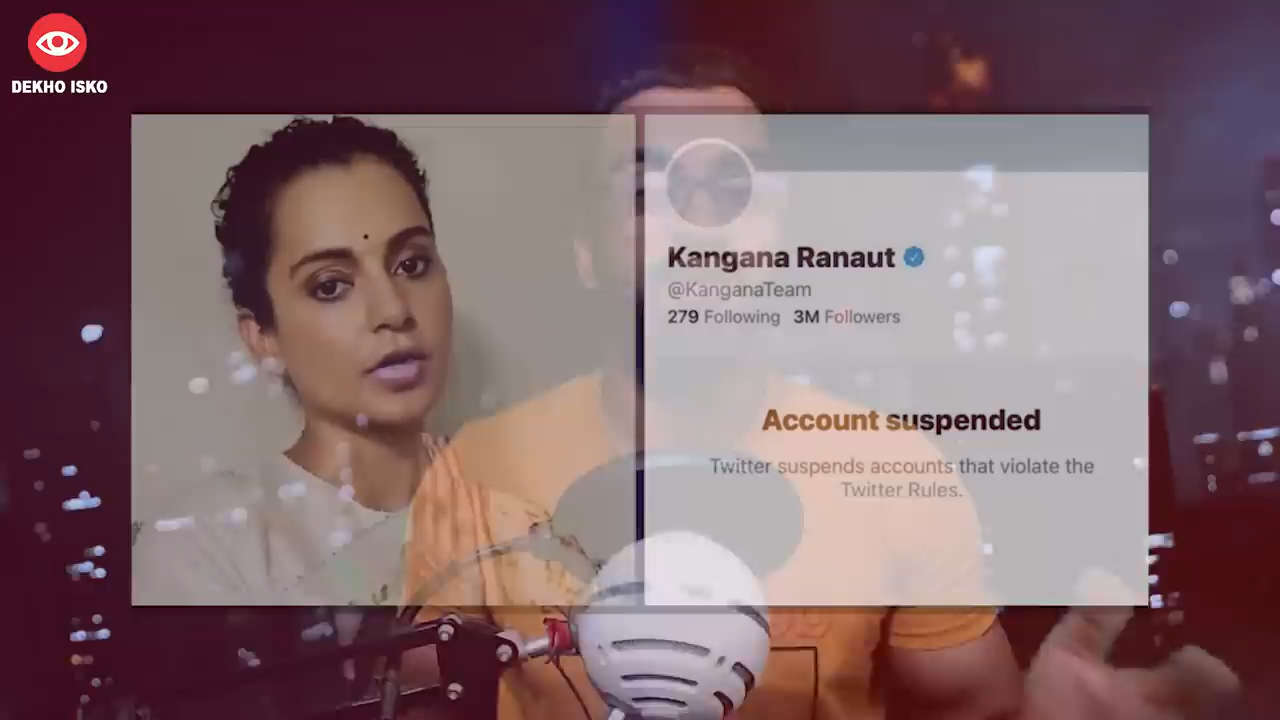 DEKHO ISKO
Kangana Ranaut
@KanganaTeam
279 Following 3M Followers
Account suspended
Twitter suspends accounts that violate the
Twitter Rules.